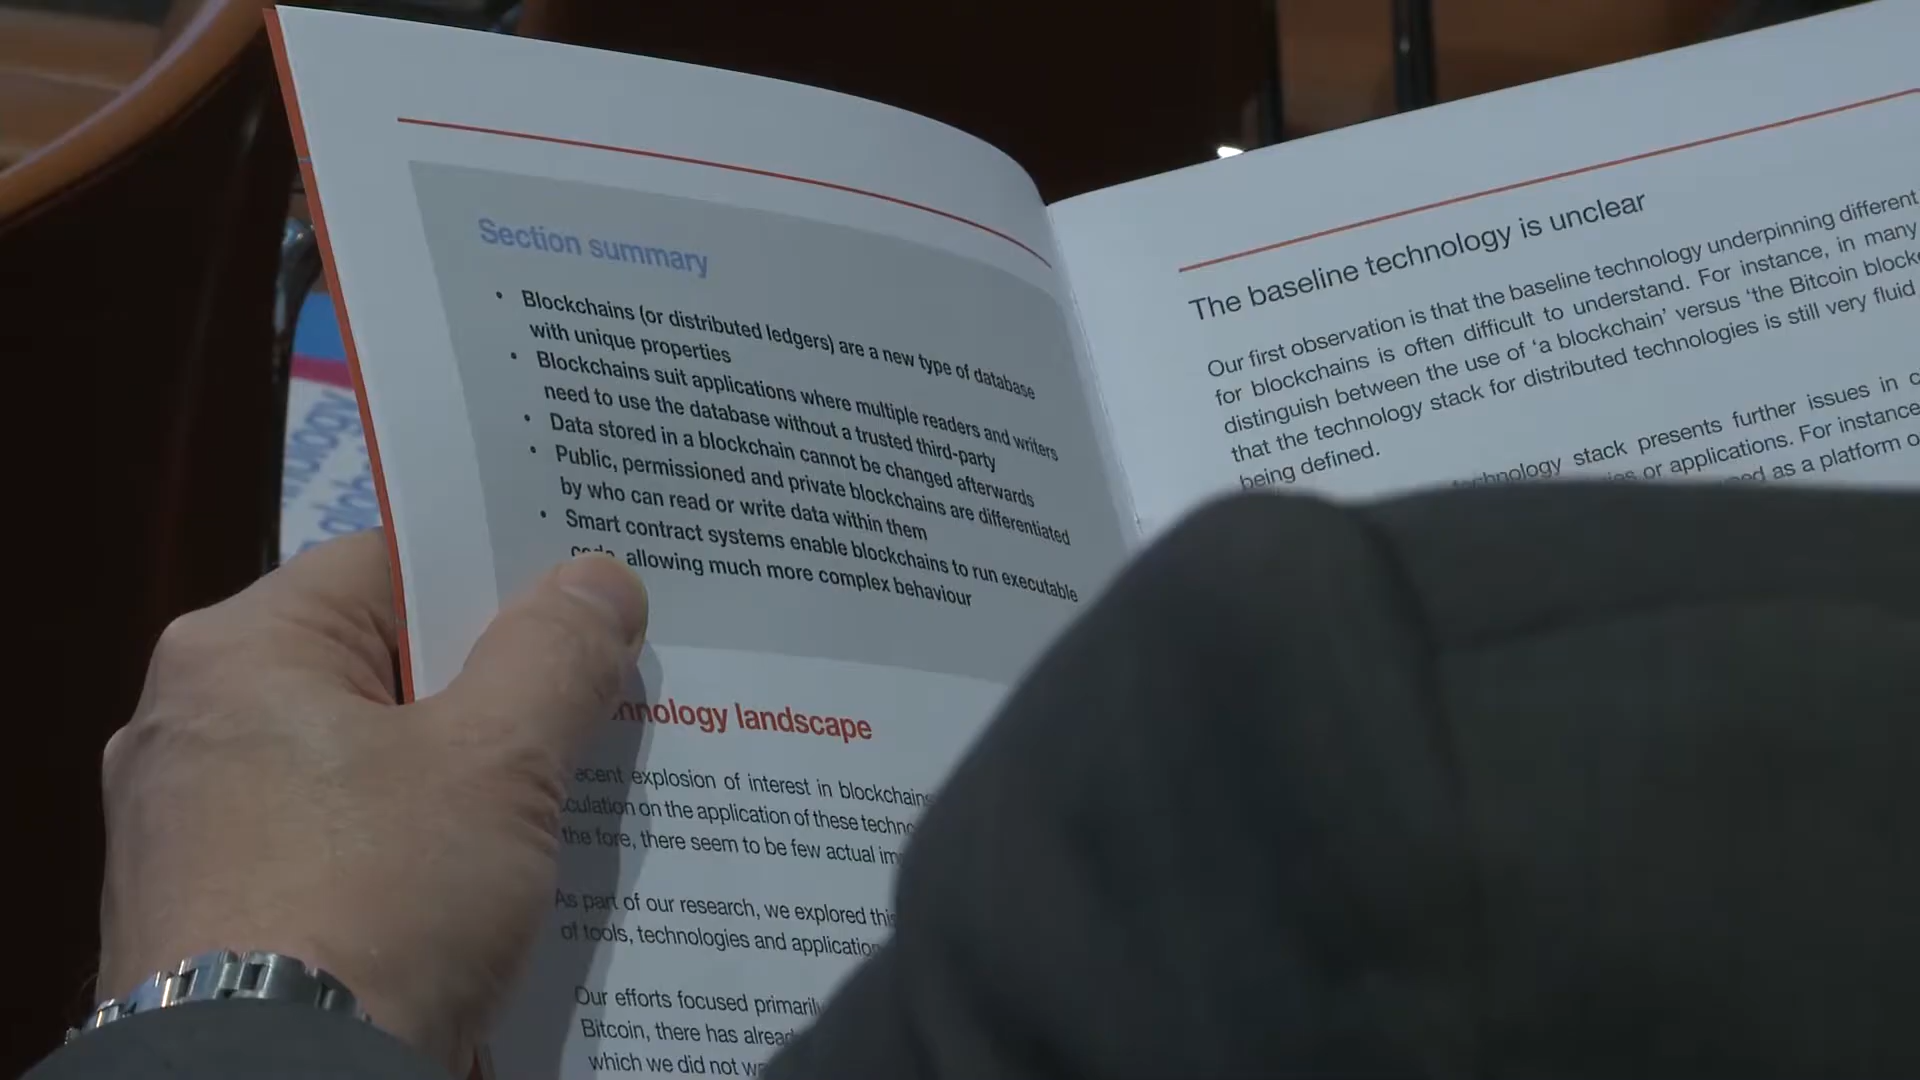 Section summary
• Blockchains (or distributed ledgers) are a new type of database
with unique properties
• Blockchains suit applications where multiple readers and writers
need to use the database without a trusted third-party
• Data stored in a blockchain cannot be changed afterwards
• Public, permissioned and private blockchains are differentiated
by who can read or write data within them
• Smart contract systems enable blockchains to run executable
code, allowing much more complex behaviour
landscape
explosion of interest in blockchains
on the application of these
the fore, there seem to be few actual
As part of our research, we explored this
of tools, technologies and application
Our efforts focused
Bitcoin, there has
which we did not
The baseline technology is unclear
Our first observation is that the baseline technology underpinning different
for blockchains is often difficult to understand. For instance, in many
distinguish between the use of ‘a blockchain’ versus ‘the Bitcoin
that the technology stack for distributed technologies is still very fluid
being defined.
technology stack presents further issues in
or applications. For instance
as a platform